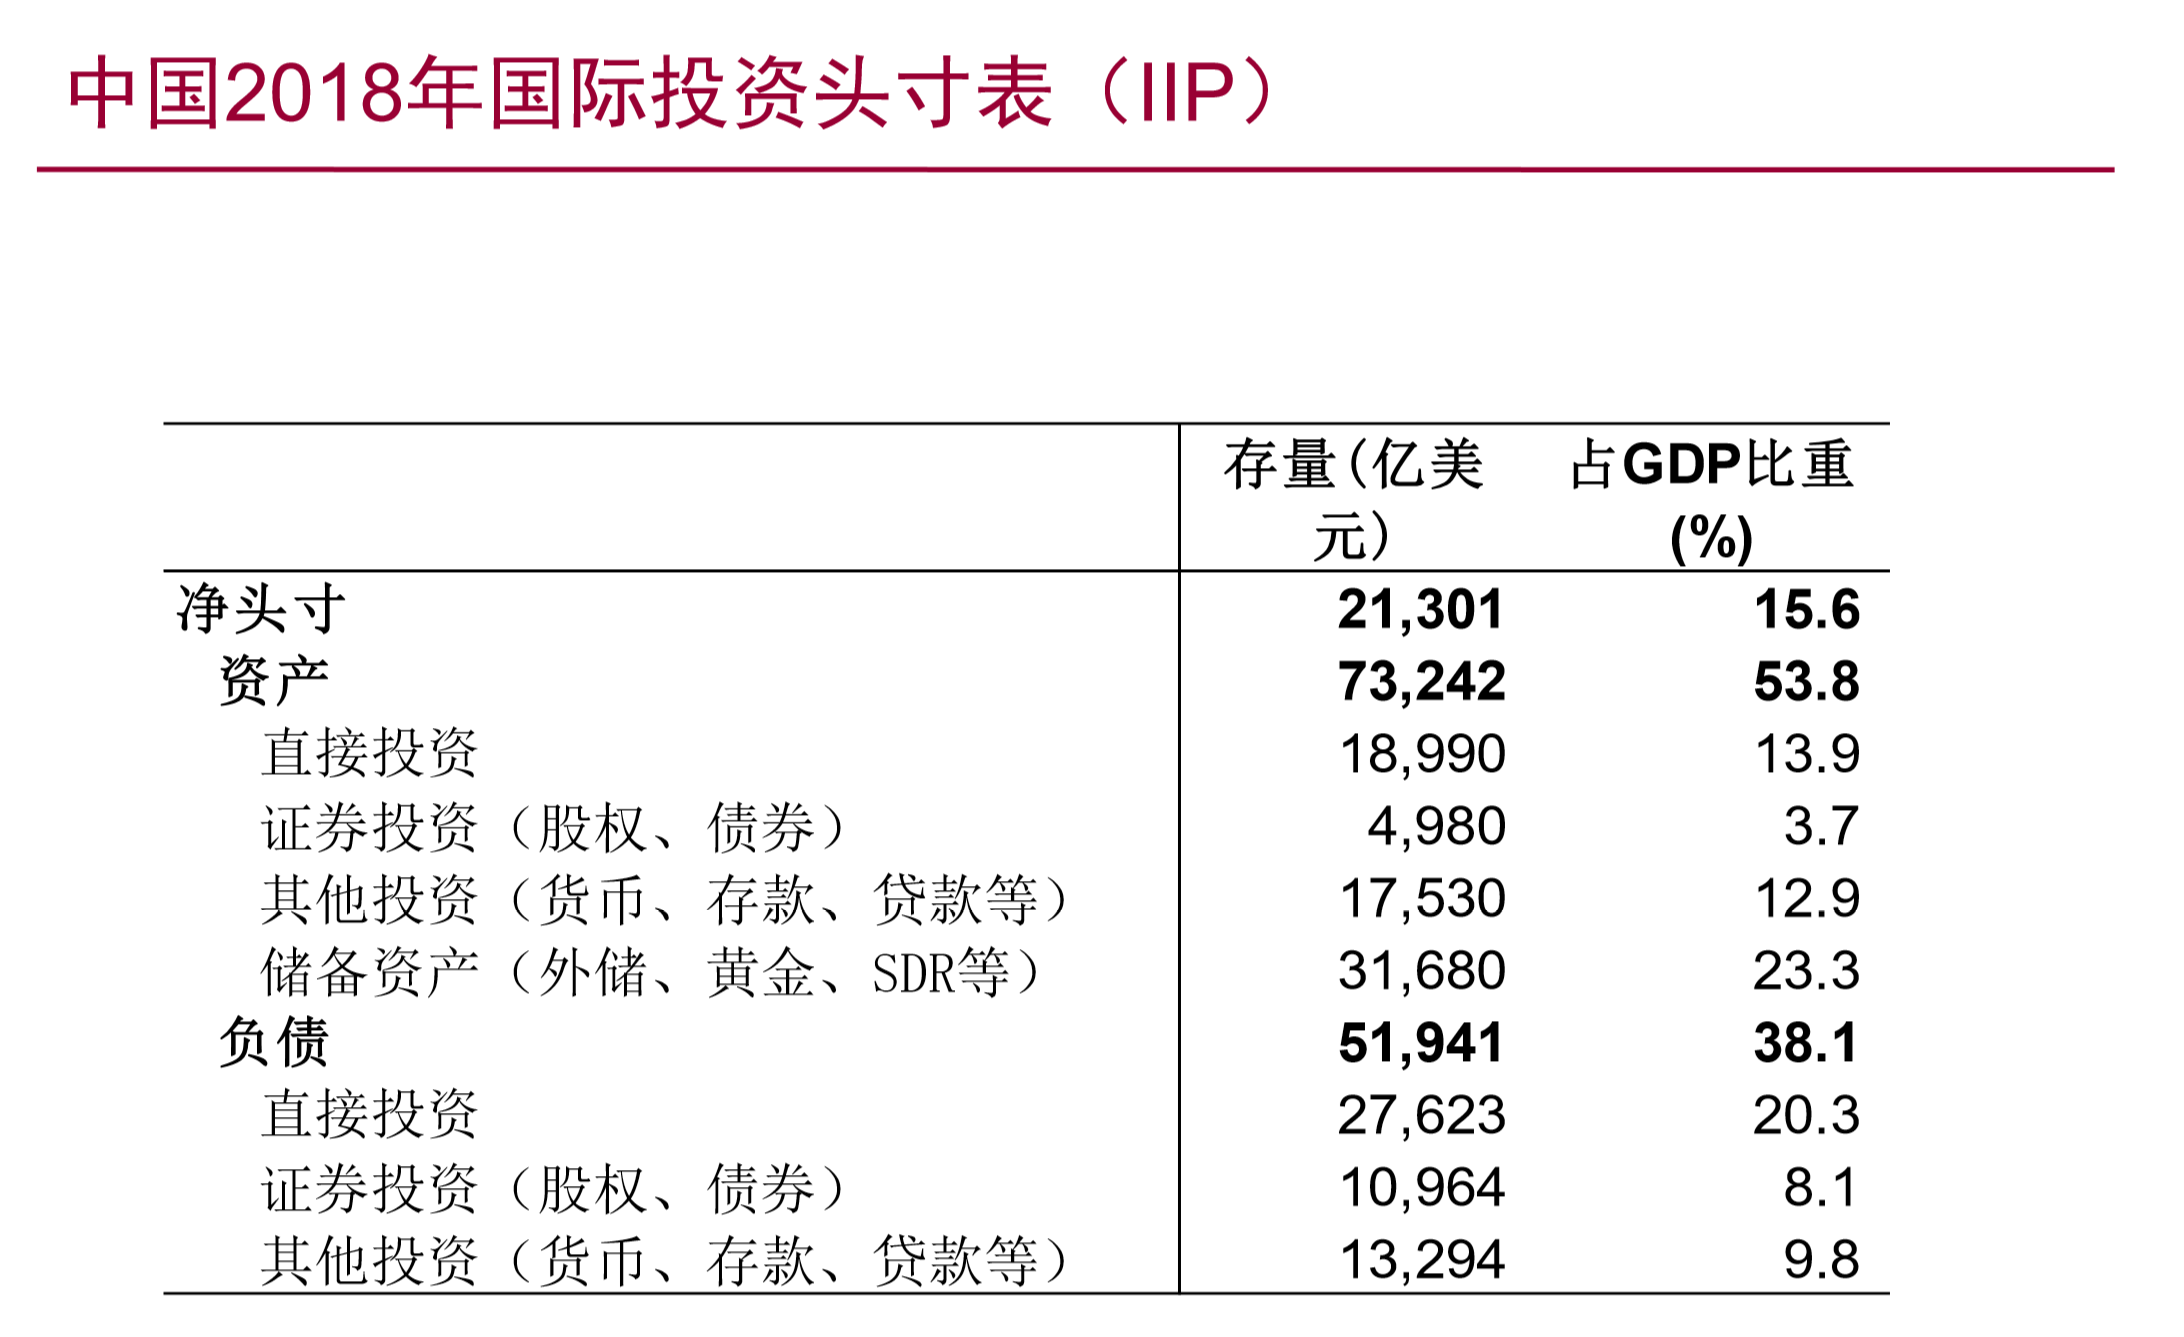 中国2018年国际投资头寸表（IIP）
存量(亿美元) 占GDP比重(%)
净头寸 21,301 15.6
资产 73,242 53.8
直接投资 18,990 13.9
证券投资（股权、债券） 4,980 3.7
其他投资（货币、存款、贷款等） 17,530 12.9
储备资产（外储、黄金、SDR等） 31,680 23.3
负债 51,941 38.1
直接投资 27,623 20.3
证券投资（股权、债券） 10,964 8.1
其他投资（货币、存款、贷款等） 13,294 9.8